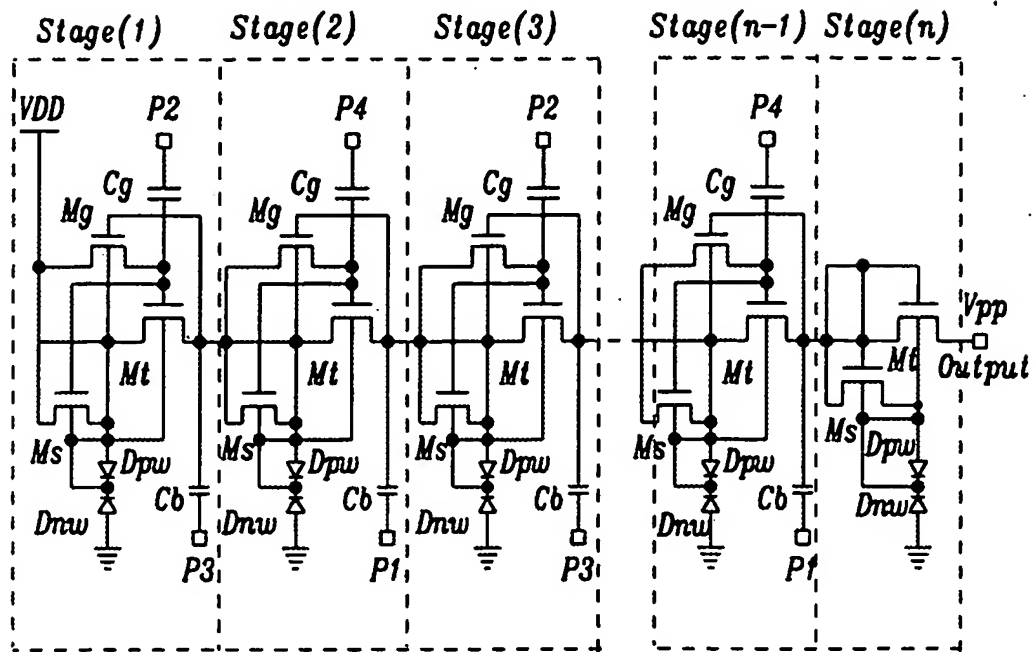 Stage(1) Stage(2) Stage(3) Stage(n-1) Stage(n)
VDD P2 P4 P2 P4
Cg Cg Cg Cg
Mg Mg Mg Mg
Vpp
Mt Mt Mt Mt Mt Output
Ms Ms Ms Ms Ms
Dpw Dpw Dpw Dpw Dpw
Cb Cb Cb Cb
Dnw Dnw Dnw Dnw Dnw
P3 P1 P3 P1